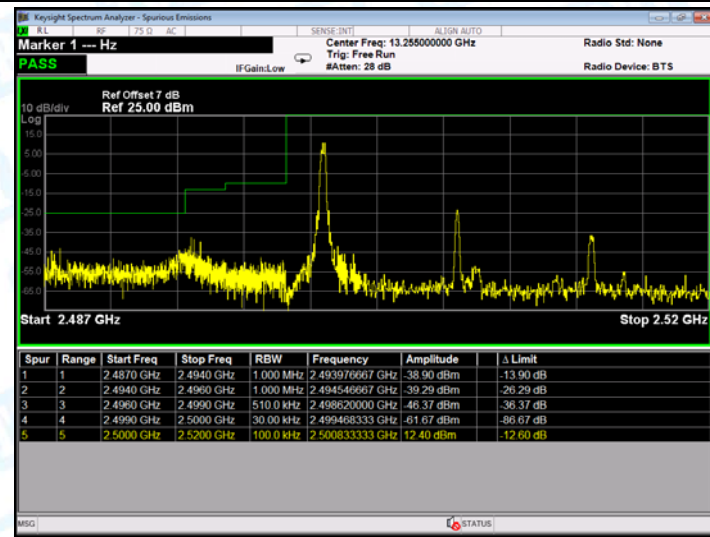 Keysight Spectrum Analyzer - Spurious Emissions
RL RF 75 Ω AC SENSE:INT ALIGN AUTO
Marker 1 --- Hz
Center Freq: 13.255000000 GHz
Radio Std: None
Trig: Free Run
PASS
IFGain:Low
#Atten: 28 dB
Radio Device: BTS
Ref Offset 7 dB
10 dB/div Ref 25.00 dBm
Log
15.0
5.00
-5.00
-15.0
-25.0
-35.0
-45.0
-55.0
-65.0
Start 2.487 GHz Stop 2.52 GHz
Spur Range Start Freq Stop Freq RBW Frequency Amplitude Δ Limit
1 1 2.4870 GHz 2.4940 GHz 1.000 MHz 2.493976667 GHz -38.90 dBm -13.90 dB
2 2 2.4940 GHz 2.4960 GHz 1.000 MHz 2.494546667 GHz -39.29 dBm -26.29 dB
3 3 2.4960 GHz 2.4990 GHz 510.0 kHz 2.498620000 GHz -46.37 dBm -36.37 dB
4 4 2.4990 GHz 2.5000 GHz 30.00 kHz 2.499468333 GHz -61.67 dBm -86.67 dB
5 5 2.5000 GHz 2.5200 GHz 100.0 kHz 2.500833333 GHz 12.40 dBm -12.60 dB
MSG STATUS